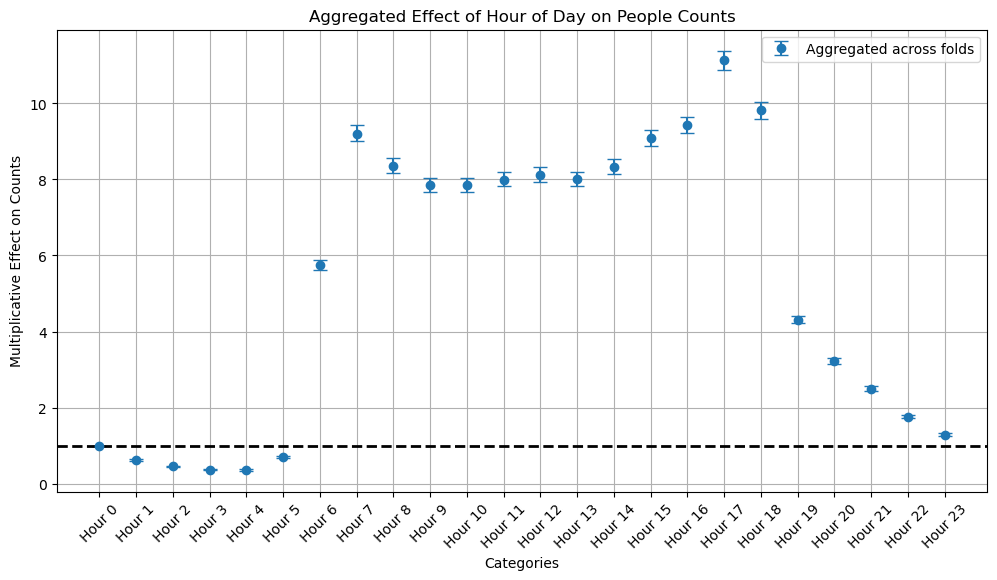 Aggregated Effect of Hour of Day on People Counts
Aggregated across folds
Multiplicative Effect on Counts
10
8
6
4
2
0
Hour 0 Hour 1 Hour 2 Hour 3 Hour 4 Hour 5 Hour 6 Hour 7 Hour 8 Hour 9 Hour 10 Hour 11 Hour 12 Hour 13 Hour 14 Hour 15 Hour 16 Hour 17 Hour 18 Hour 19 Hour 20 Hour 21 Hour 22 Hour 23
Categories